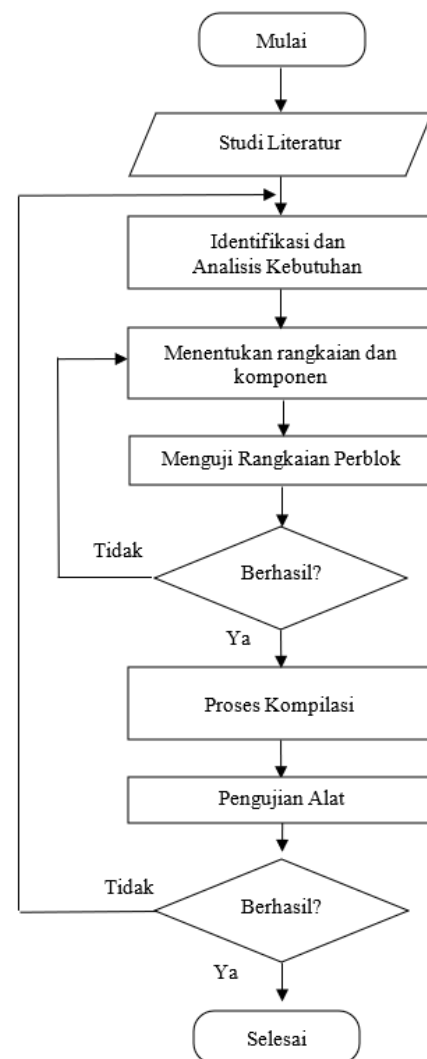 Mulai
Studi Literatur
Identifikasi dan
Analisis Kebutuhan
Menentukan rangkaian dan
komponen
Menguji Rangkaian Perblok
Tidak
Berhasil?
Ya
Proses Kompilasi
Pengujian Alat
Tidak
Berhasil?
Ya
Selesai